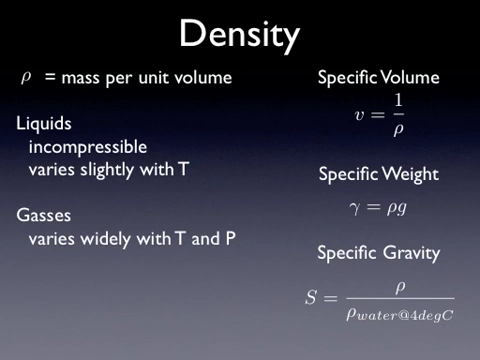 Density
ρ = mass per unit volume
Liquids
incompressible
varies slightly with T
Gasses
varies widely with T and P
Specific Volume
v = 1/ρ
Specific Weight
γ = ρg
Specific Gravity
S = ρ/ρ_water@4degC